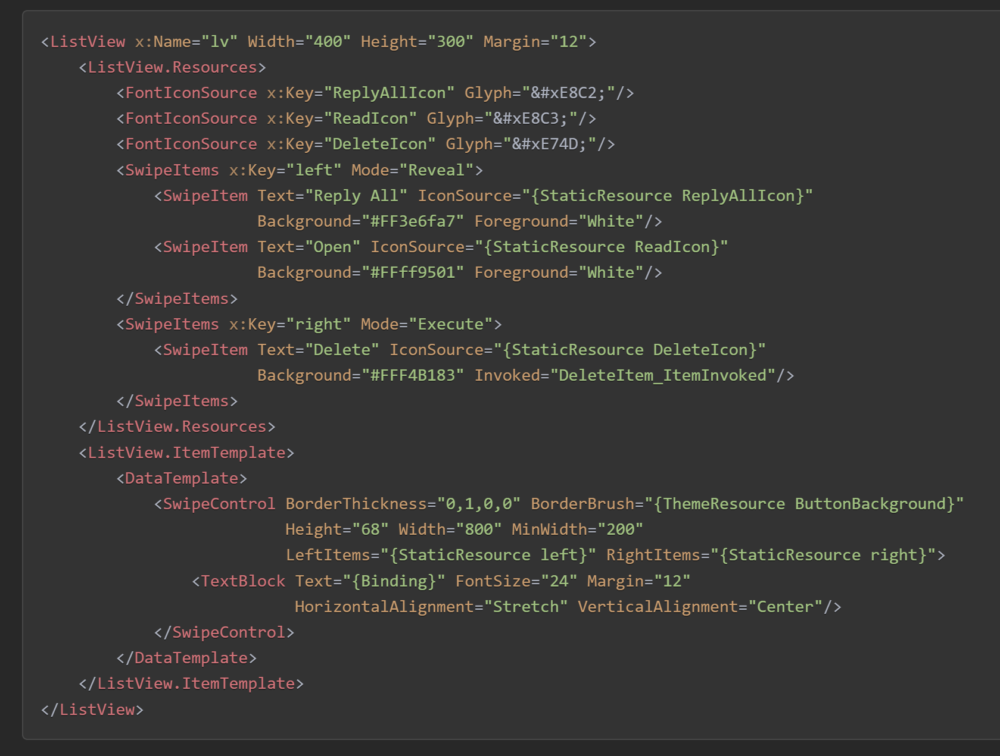 <ListView x:Name="lv" Width="400" Height="300" Margin="12">
    <ListView.Resources>
        <FontIconSource x:Key="ReplyAllIcon" Glyph="&#xE8C2;"/>
        <FontIconSource x:Key="ReadIcon" Glyph="&#xE8C3;"/>
        <FontIconSource x:Key="DeleteIcon" Glyph="&#xE74D;"/>
        <SwipeItems x:Key="left" Mode="Reveal">
            <SwipeItem Text="Reply All" IconSource="{StaticResource ReplyAllIcon}"
                       Background="#FF3e6fa7" Foreground="White"/>
            <SwipeItem Text="Open" IconSource="{StaticResource ReadIcon}"
                       Background="#FFff9501" Foreground="White"/>
        </SwipeItems>
        <SwipeItems x:Key="right" Mode="Execute">
            <SwipeItem Text="Delete" IconSource="{StaticResource DeleteIcon}"
                       Background="#FFF4B183" Invoked="DeleteItem_ItemInvoked"/>
        </SwipeItems>
    </ListView.Resources>
    <ListView.ItemTemplate>
        <DataTemplate>
            <SwipeControl BorderThickness="0,1,0,0" BorderBrush="{ThemeResource ButtonBackground}"
                          Height="68" Width="800" MinWidth="200"
                          LeftItems="{StaticResource left}" RightItems="{StaticResource right}">
                <TextBlock Text="{Binding}" FontSize="24" Margin="12"
                           HorizontalAlignment="Stretch" VerticalAlignment="Center"/>
            </SwipeControl>
        </DataTemplate>
    </ListView.ItemTemplate>
</ListView>